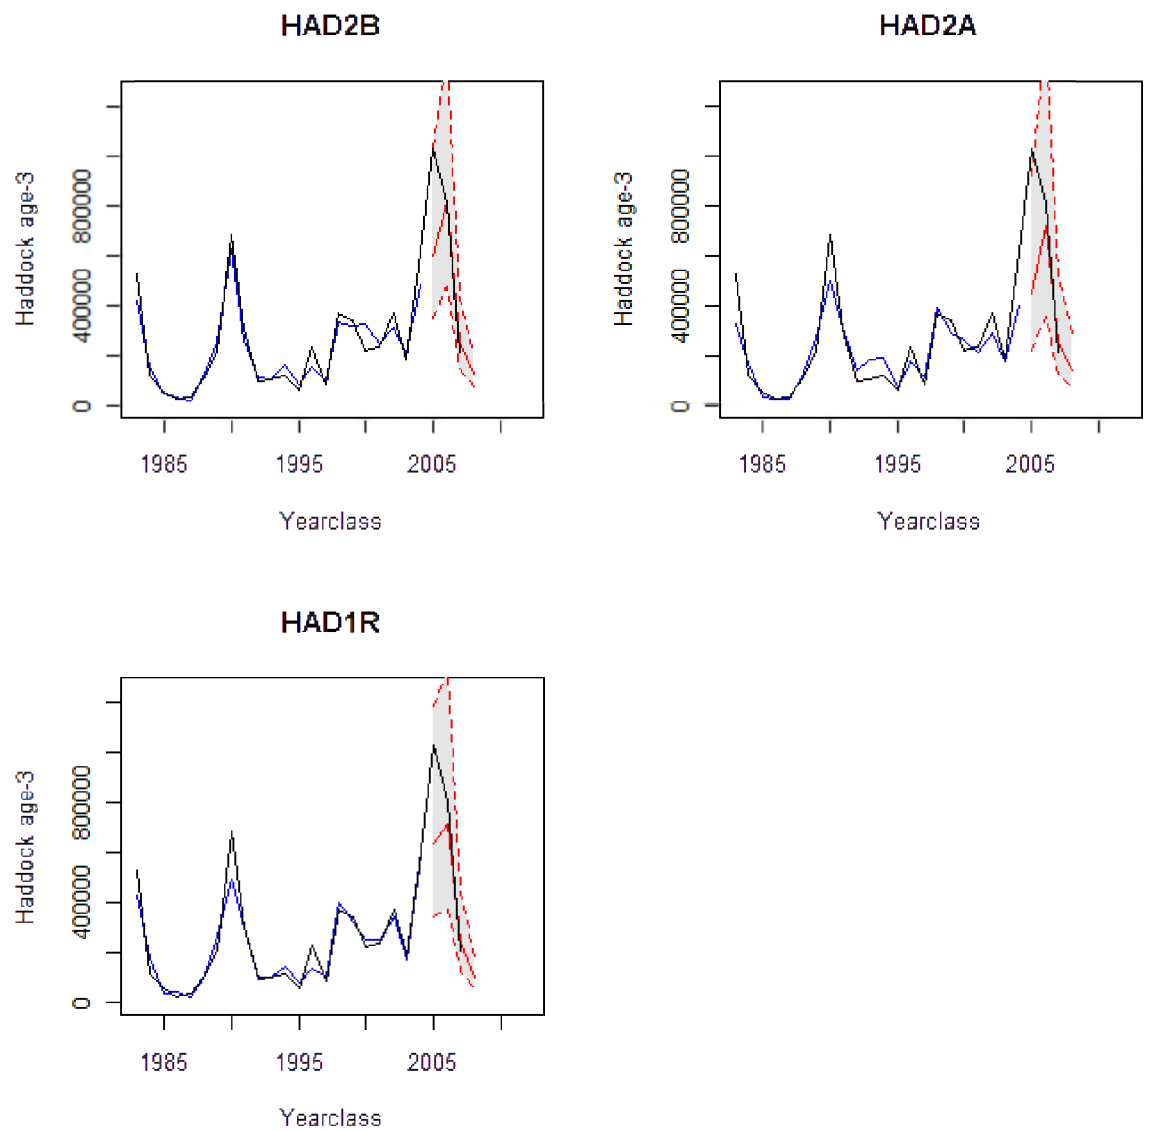 HAD2B
Haddock age-3
0 400000 800000
1985 1995 2005
Yearclass
HAD2A
Haddock age-3
0 400000 800000
1985 1995 2005
Yearclass
HAD1R
Haddock age-3
0 400000 800000
1985 1995 2005
Yearclass